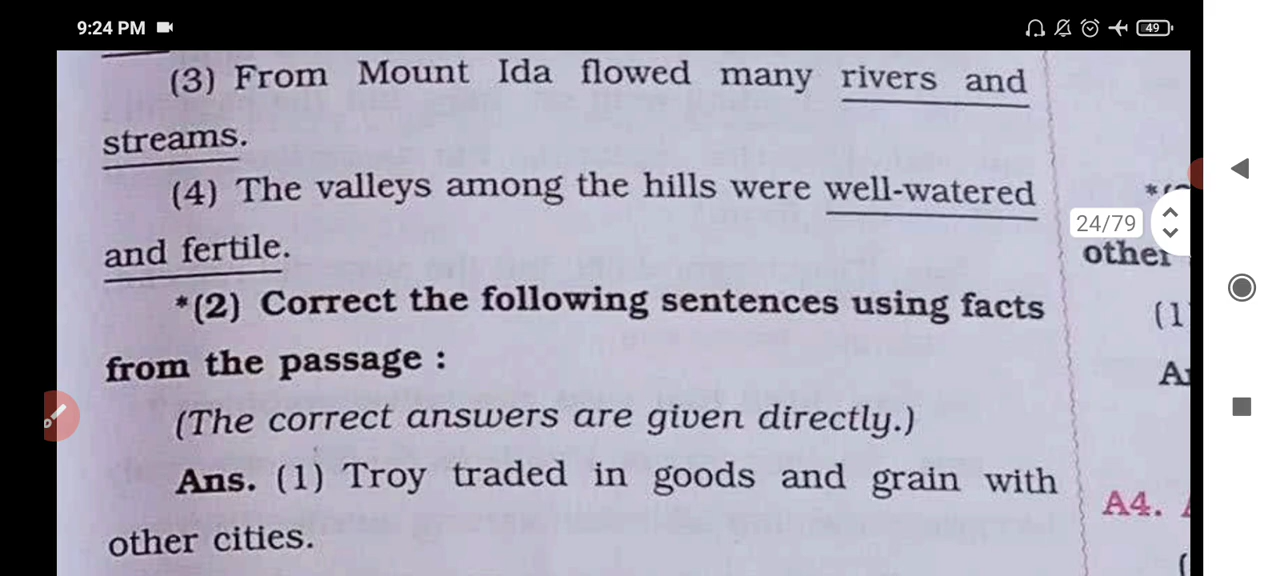 9:24 PM
49
(3) From Mount Ida flowed many rivers and
streams.
(4) The valleys among the hills were well-watered
and fertile.
*(2) Correct the following sentences using facts
from the passage :
(The correct answers are given directly.)
Ans. (1) Troy traded in goods and grain with
other cities.
24/79
other
(1
A4.